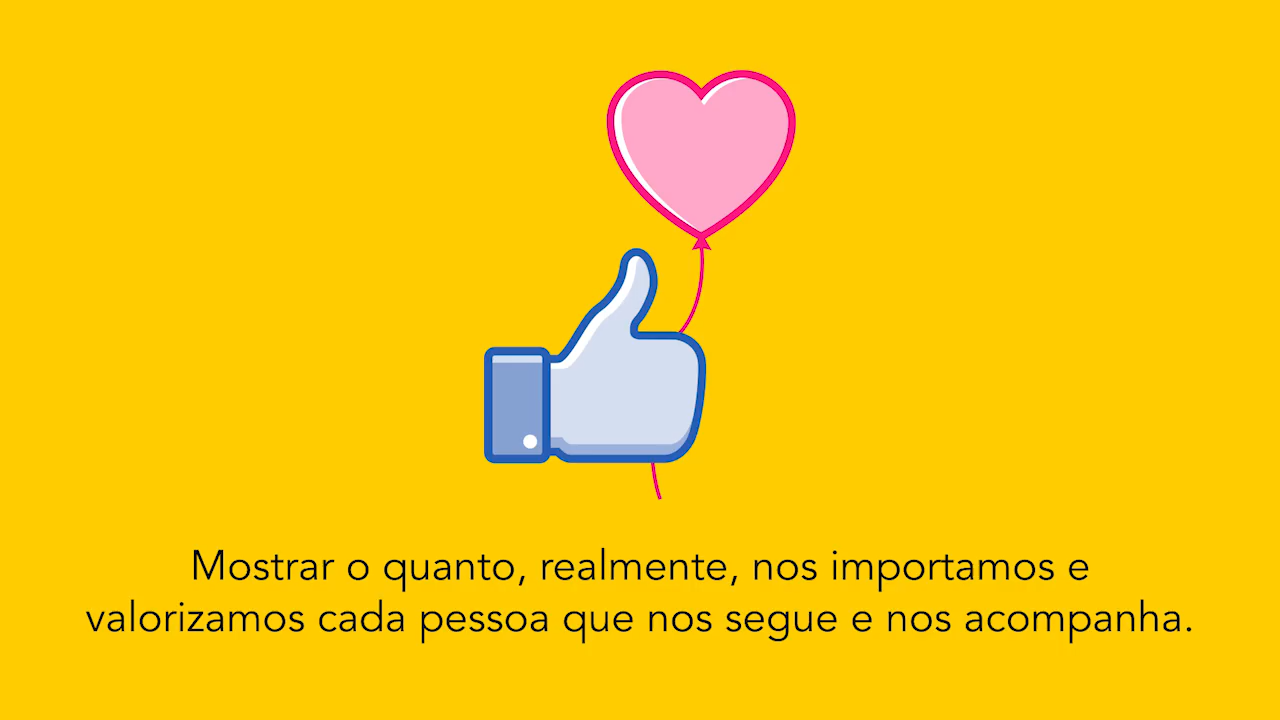 Mostrar o quanto, realmente, nos importamos e
valorizamos cada pessoa que nos segue e nos acompanha.